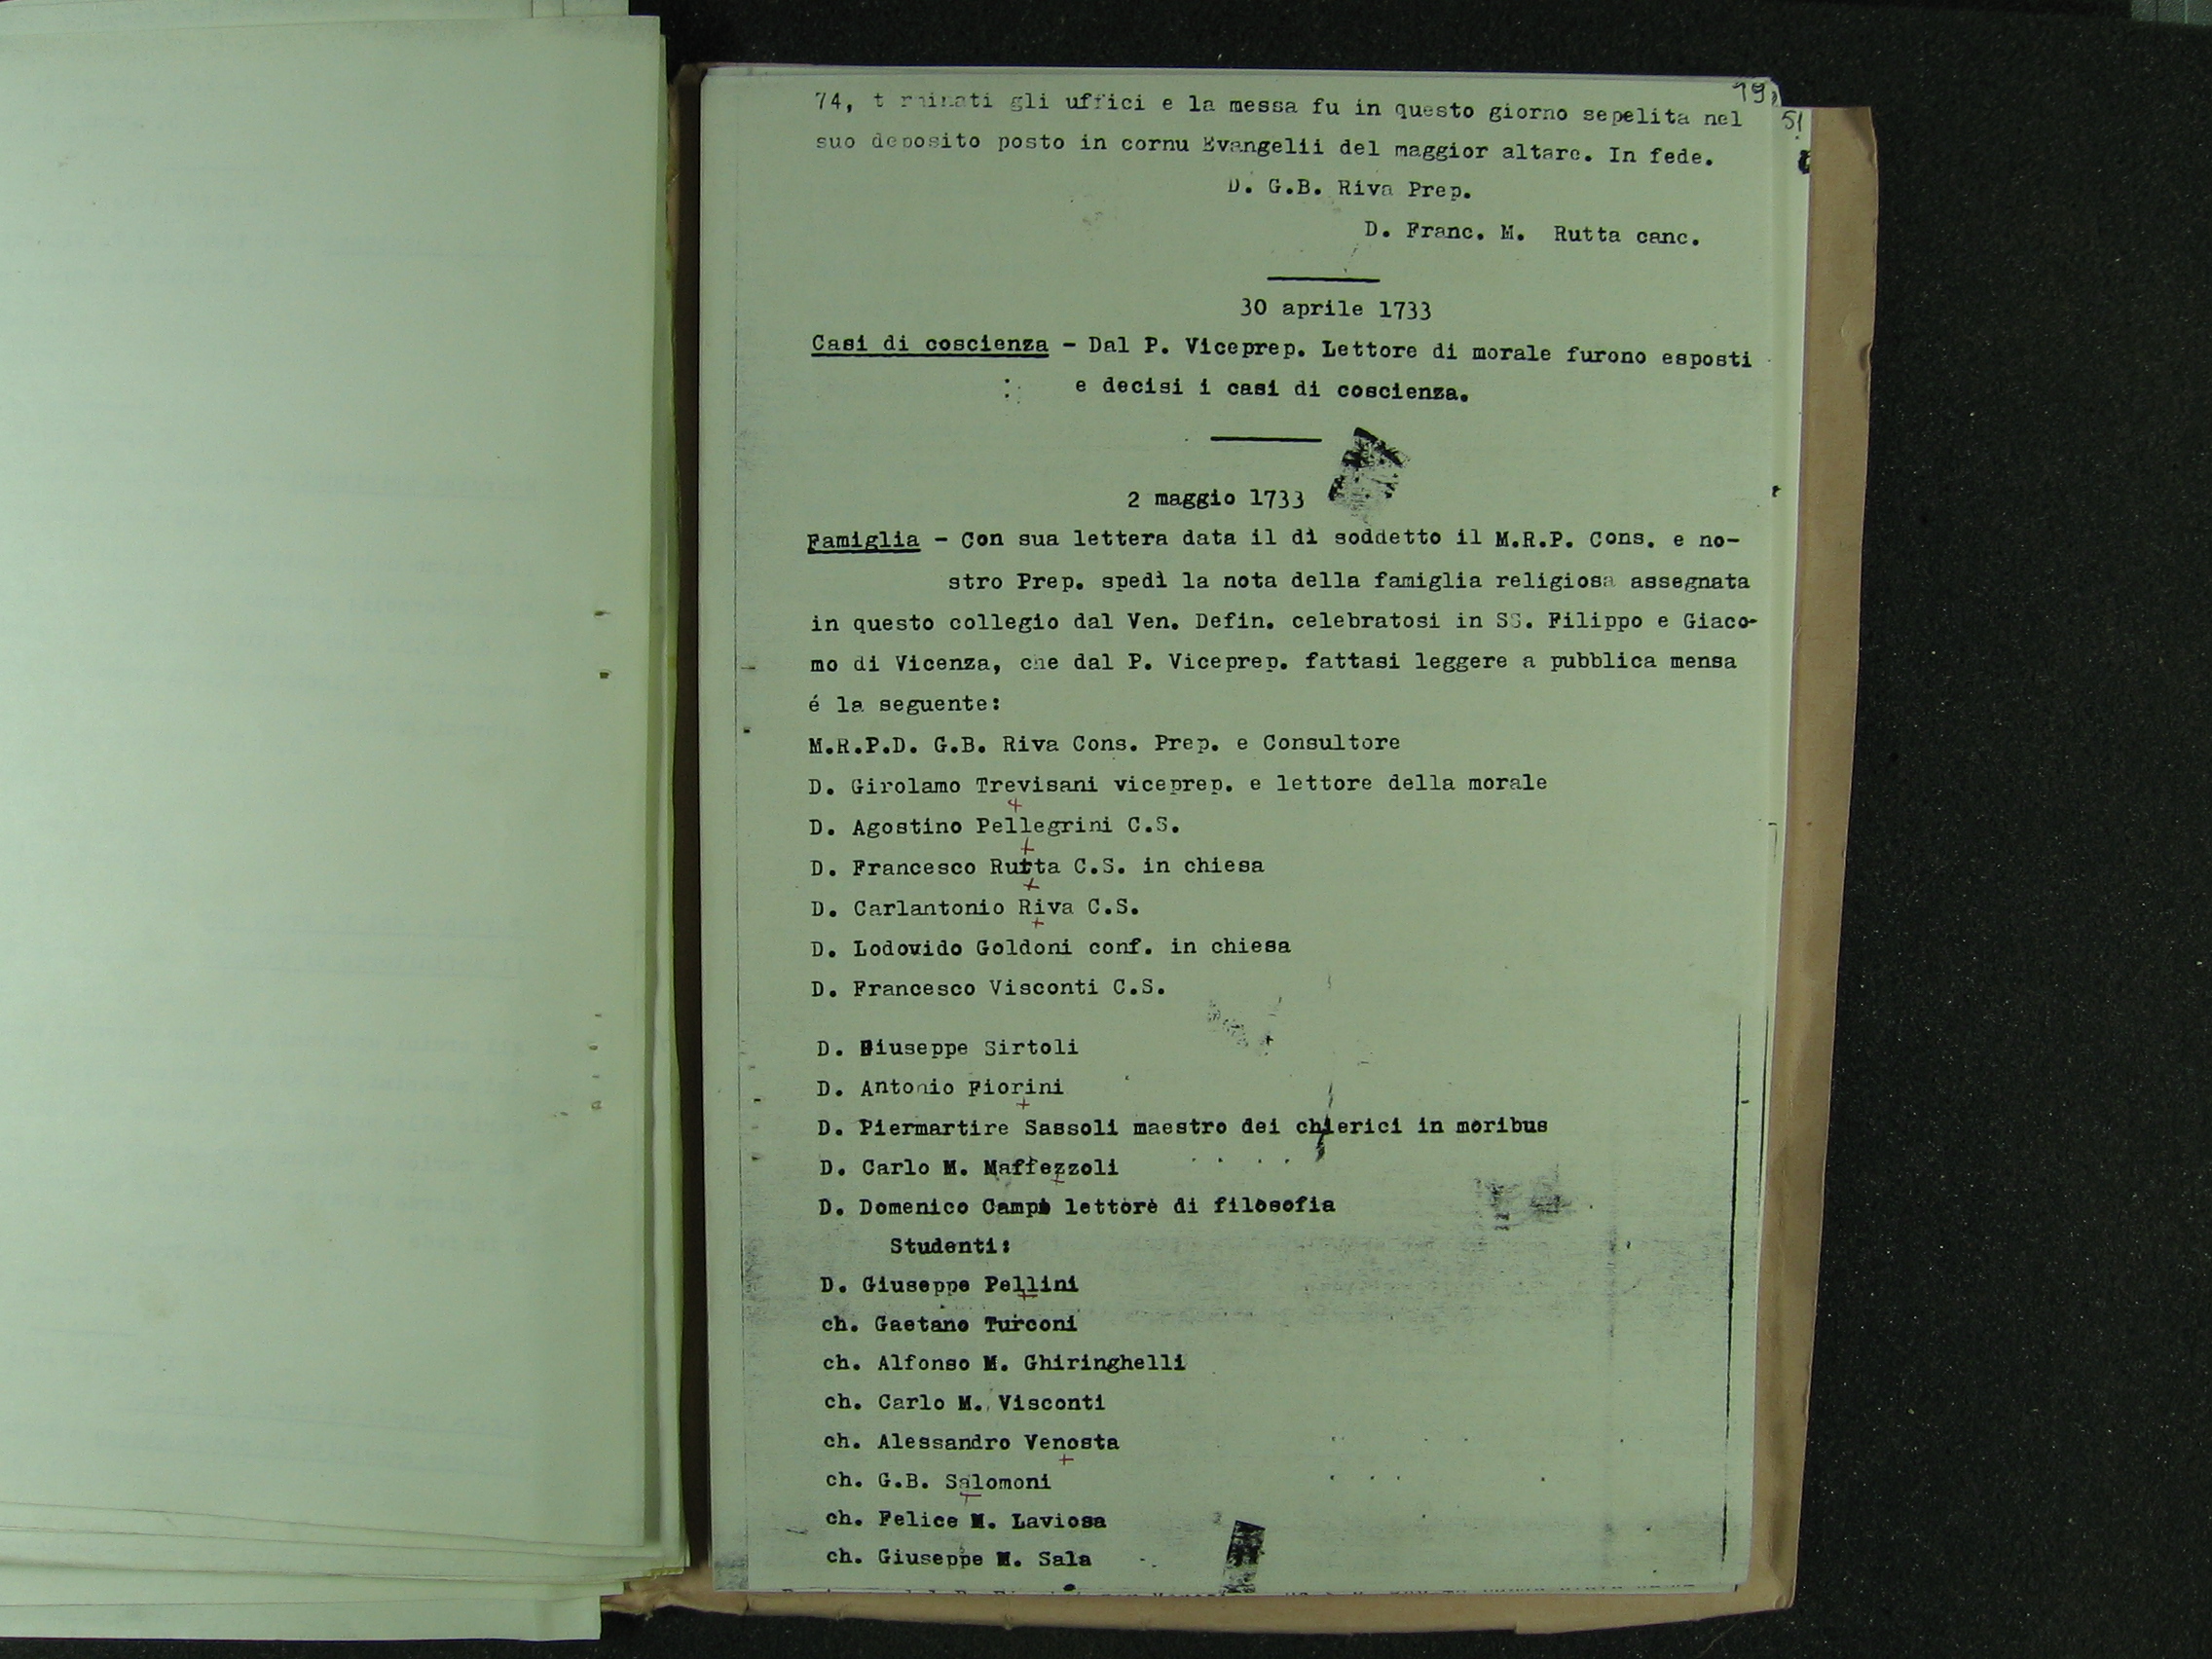 19
51
74, t rminati gli uffici e la messa fu in questo giorno sepelita nel
suo deposito posto in cornu Evangelii del maggior altare. In fede.
D. G.B. Riva Prep.
D. Franc. M. Rutta canc.
30 aprile 1733
Casi di coscienza - Dal P. Viceprep. Lettore di morale furono esposti
e decisi i casi di coscienza.
2 maggio 1733
Famiglia - Con sua lettera data il dì soddetto il M.R.P. Cons. e no-
stro Prep. spedì la nota della famiglia religiosa assegnata
in questo collegio dal Ven. Defin. celebratosi in SS. Filippo e Giaco-
mo di Vicenza, che dal P. Viceprep. fattasi leggere a pubblica mensa
é la seguente:
M.R.P.D. G.B. Riva Cons. Prep. e Consultore
D. Girolamo Trevisani viceprep. e lettore della morale
D. Agostino Pellegrini C.S.
D. Francesco Rutta C.S. in chiesa
D. Carlantonio Riva C.S.
D. Lodovido Goldoni conf. in chiesa
D. Francesco Visconti C.S.
D. Giuseppe Sirtoli
D. Antonio Fiorini
D. Piermartire Sassoli maestro dei chierici in moribus
D. Carlo M. Maffezzoli
D. Domenico Campi lettore di filosofia
Studenti:
D. Giuseppe Pellini
ch. Gaetano Turconi
ch. Alfonso M. Ghiringhelli
ch. Carlo M. Visconti
ch. Alessandro Venosta
ch. G.B. Salomoni
ch. Felice M. Laviosa
ch. Giuseppe M. Sala